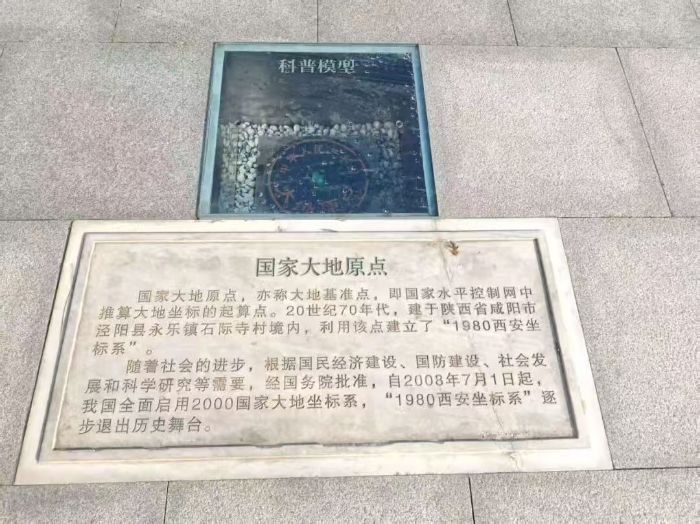 科普模型
国家大地原点
国家大地原点，亦称大地基准点，即国家水平控制网中
推算大地坐标的起算点。20世纪70年代，建于陕西省咸阳市
泾阳县永乐镇石际寺村境内，利用该点建立了“1980西安坐
标系”。
随着社会的进步，根据国民经济建设、国防建设、社会发
展和科学研究等需要，经国务院批准，自2008年7月1日起，
我国全面启用2000国家大地坐标系，“1980西安坐标系”逐
步退出历史舞台。